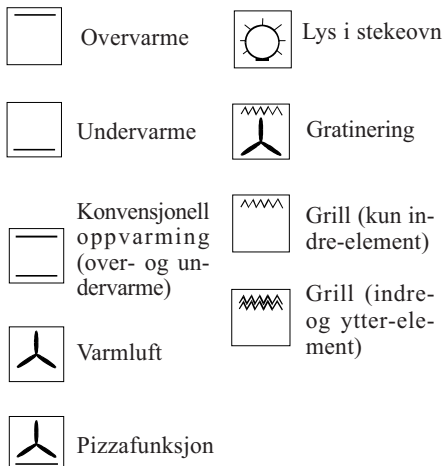 Overvarme
Undervarme
Konvensjonell
oppvarming
(over- og un-
dervarme)
Varmluft
Pizzafunksjon
Lys i stekeovn
Gratinering
Grill (kun in-
dre-element)
Grill (indre-
og ytter-ele-
ment)